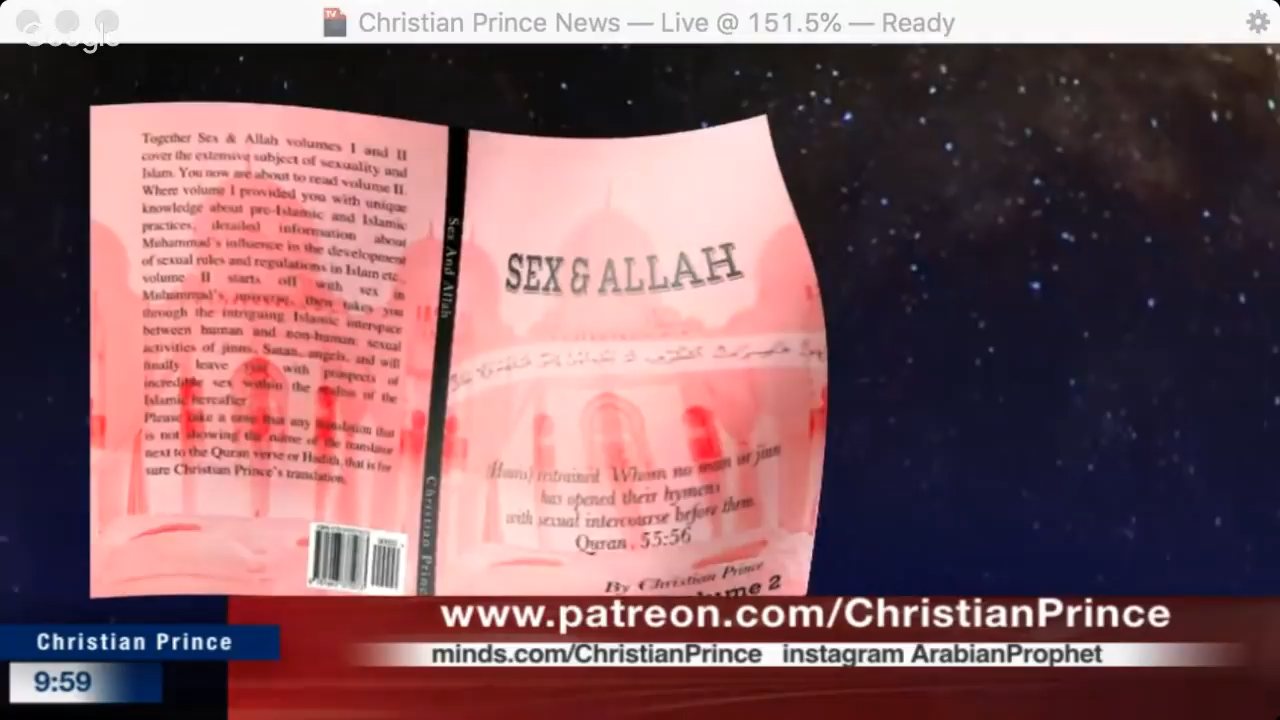 TV
Christian Prince News — Live @ 151.5% — Ready
Google
Together Sex & Allah volumes I and II
cover the extensive subject of sexuality and
Islam. You now are about to read volume II.
Where volume I provided you with unique
knowledge about pre-Islamic and Islamic
practices, detailed information about
Muhammad's influence in the development
of sexual rules and regulations in Islam etc.,
volume II starts off with sex in
Muhammad's universe, then takes you
through the intriguing Islamic interspace
between human and non-human: sexual
activities of jinns, Satan, angels, and will
finally leave you with prospects of
incredible sex within the realms of the
Islamic hereafter.
Please take a note that any translation that
is not showing the name of the translator
next to the Quran verse or Hadith, that is for
sure Christian Prince's translation.
Sex And Allah
Christian Prince
SEX & ALLAH
(Houris) restrained Whom no man or jinn
has opened their hymens
with sexual intercourse before them.
Quran, 55:56
By Christian Prince
2
www.patreon.com/ChristianPrince
Christian Prince
minds.com/ChristianPrince instagram ArabianProphet
9:59